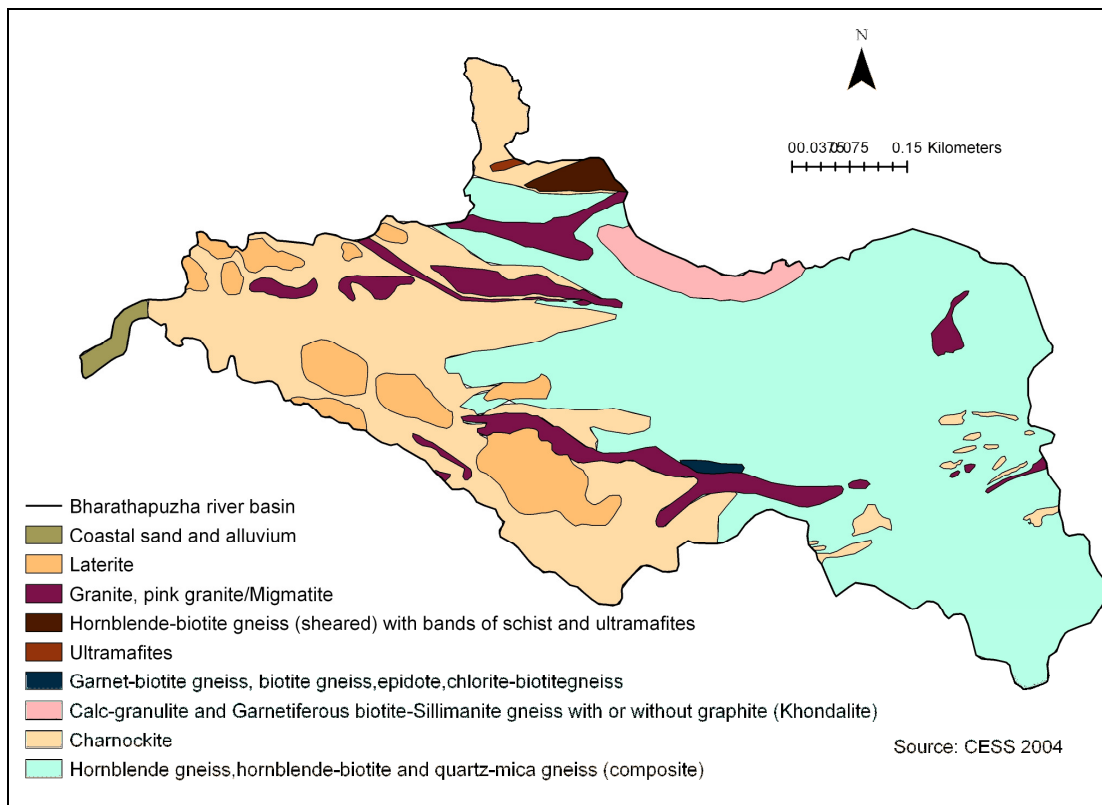 N
00.03750.075 0.15 Kilometers
Bharathapuzha river basin
Coastal sand and alluvium
Laterite
Granite, pink granite/Migmatite
Hornblende-biotite gneiss (sheared) with bands of schist and ultramafites
Ultramafites
Garnet-biotite gneiss, biotite gneiss,epidote,chlorite-biotitegneiss
Calc-granulite and Garnetiferous biotite-Sillimanite gneiss with or without graphite (Khondalite)
Charnockite
Source: CESS 2004
Hornblende gneiss,hornblende-biotite and quartz-mica gneiss (composite)